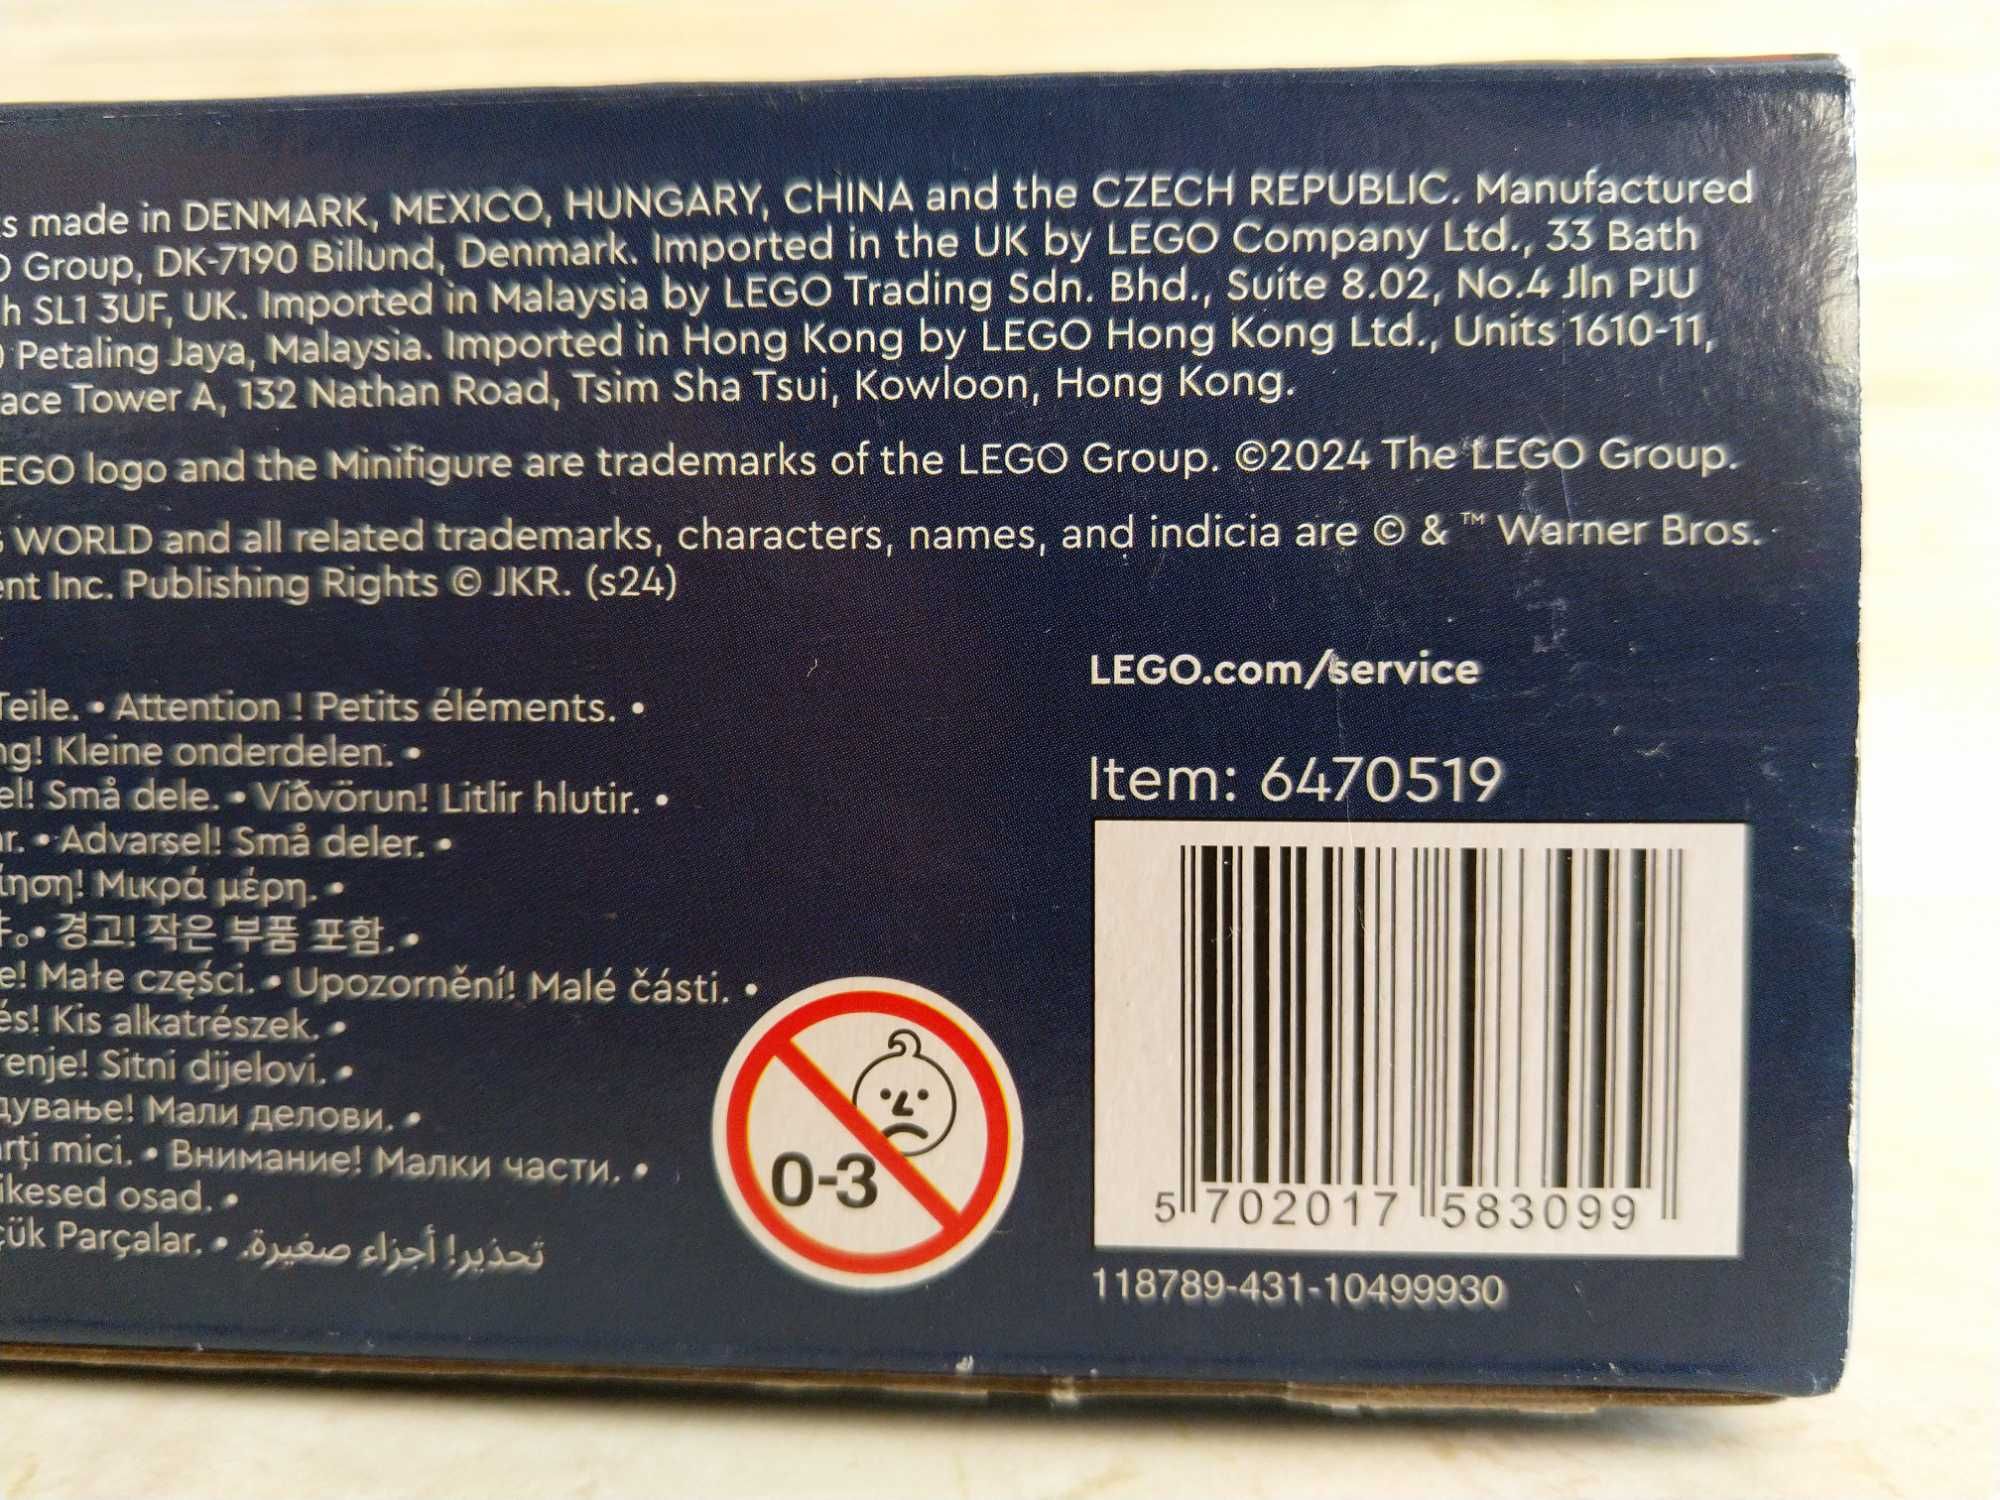 s made in DENMARK, MEXICO, HUNGARY, CHINA and the CZECH REPUBLIC. Manufactured
Group, DK-7190 Billund, Denmark. Imported in the UK by LEGO Company Ltd., 33 Bath
h SL1 3UF, UK. Imported in Malaysia by LEGO Trading Sdn. Bhd., Suite 8.02, No.4 Jln PJU
Petaling Jaya, Malaysia. Imported in Hong Kong by LEGO Hong Kong Ltd., Units 1610-11,
ace Tower A, 132 Nathan Road, Tsim Sha Tsui, Kowloon, Hong Kong.
EGO logo and the Minifigure are trademarks of the LEGO Group. ©2024 The LEGO Group.
WORLD and all related trademarks, characters, names, and indicia are © & ™ Warner Bros.
ent Inc. Publishing Rights © JKR. (s24)
LEGO.com/service
Teile. • Attention ! Petits éléments. •
ng! Kleine onderdelen. •
el! Små dele. • Viðvörun! Litlir hlutir. •
r. • Advarsel! Små deler. •
ίηση! Μικρά μέρη. •
。• 경고! 작은 부품 포함. •
e! Małe części. • Upozornění! Malé části. •
és! Kis alkatrészek. •
enje! Sitni dijelovi. •
дување! Мали делови. •
rți mici. • Внимание! Малки части. •
ikesed osad. •
çük Parçalar. • تحذير! أجزاء صغيرة.
0-3
Item: 6470519
5 702017 583099
118789-431-10499930